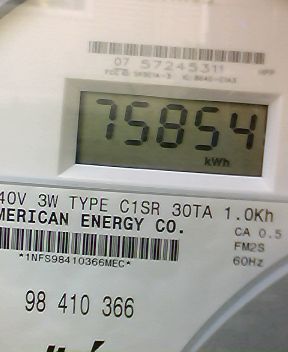 07 57245311
75854
kWh
40V 3W TYPE C1SR 30TA 1.0Kh
MERICAN ENERGY CO.
CA 0.5
FM2S
60Hz
*1NFS98410366MEC*
98 410 366